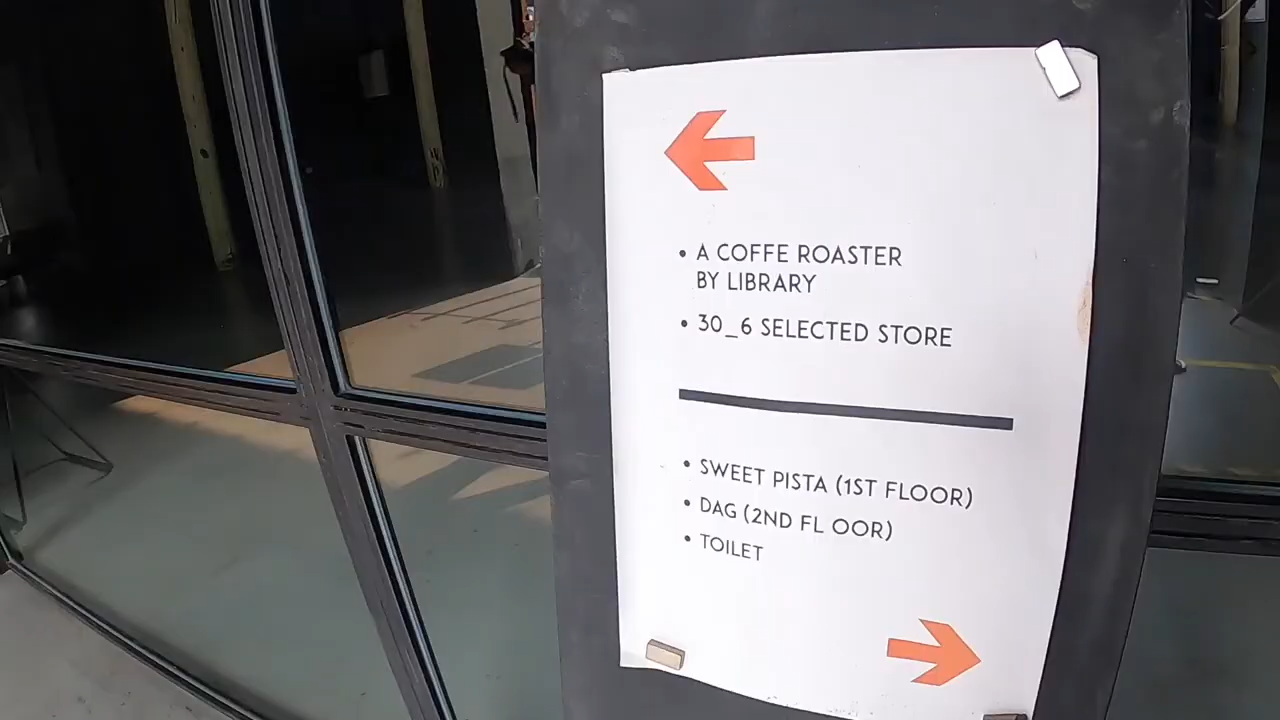 • A COFFE ROASTER
BY LIBRARY
• 30_6 SELECTED STORE
• SWEET PISTA (1ST FLOOR)
• DAG (2ND FL OOR)
• TOILET